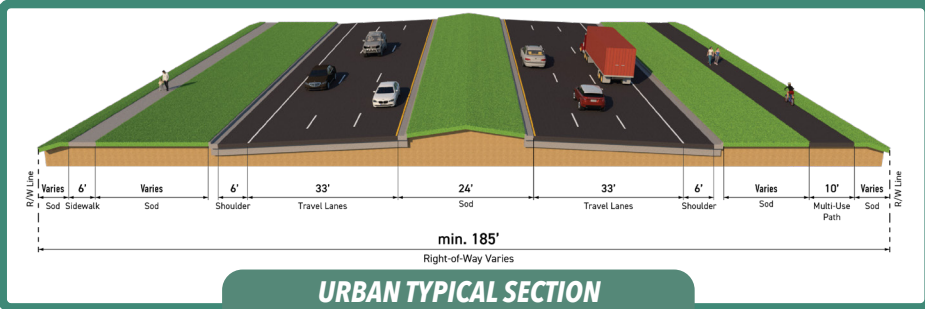 R/W Line
Varies 6' Varies 6' 33' 24' 33' 6' Varies 10' Varies
Sod Sidewalk Sod Shoulder Travel Lanes Sod Travel Lanes Shoulder Sod Multi-Use Path Sod
R/W Line
min. 185'
Right-of-Way Varies
URBAN TYPICAL SECTION